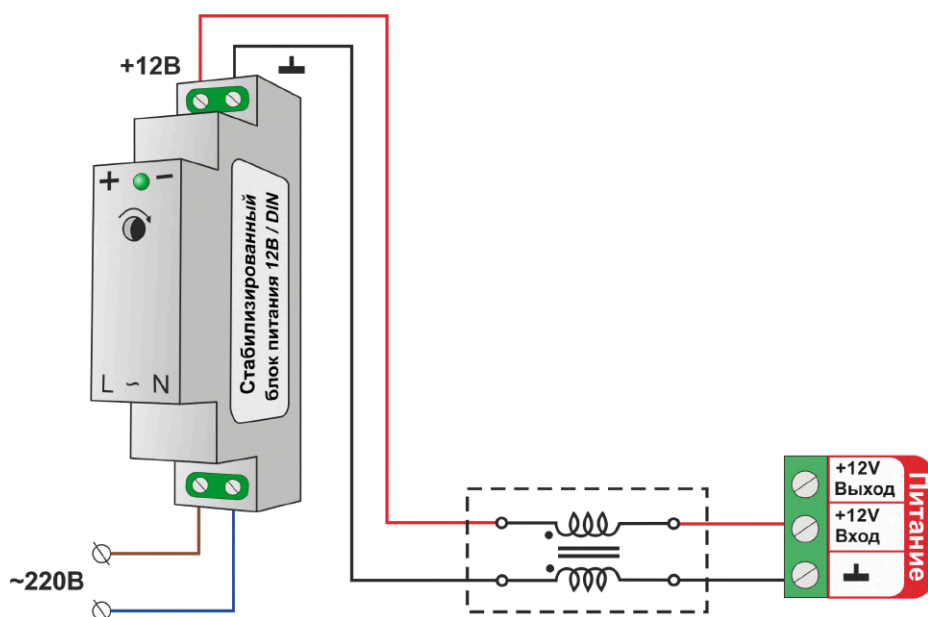 +12В
+ −
Стабилизированный
блок питания 12В / DIN
L ~ N
~220В
+12V
Выход
+12V
Вход
Питание